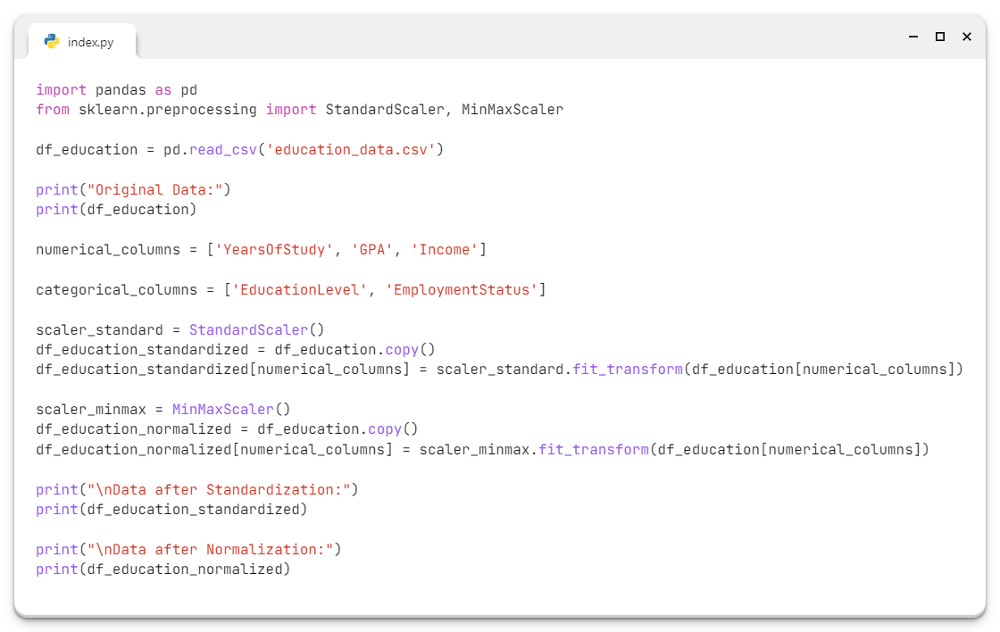 index.py
import pandas as pd
from sklearn.preprocessing import StandardScaler, MinMaxScaler
df_education = pd.read_csv('education_data.csv')
print("Original Data:")
print(df_education)
numerical_columns = ['YearsOfStudy', 'GPA', 'Income']
categorical_columns = ['EducationLevel', 'EmploymentStatus']
scaler_standard = StandardScaler()
df_education_standardized = df_education.copy()
df_education_standardized[numerical_columns] = scaler_standard.fit_transform(df_education[numerical_columns])
scaler_minmax = MinMaxScaler()
df_education_normalized = df_education.copy()
df_education_normalized[numerical_columns] = scaler_minmax.fit_transform(df_education[numerical_columns])
print("\nData after Standardization:")
print(df_education_standardized)
print("\nData after Normalization:")
print(df_education_normalized)